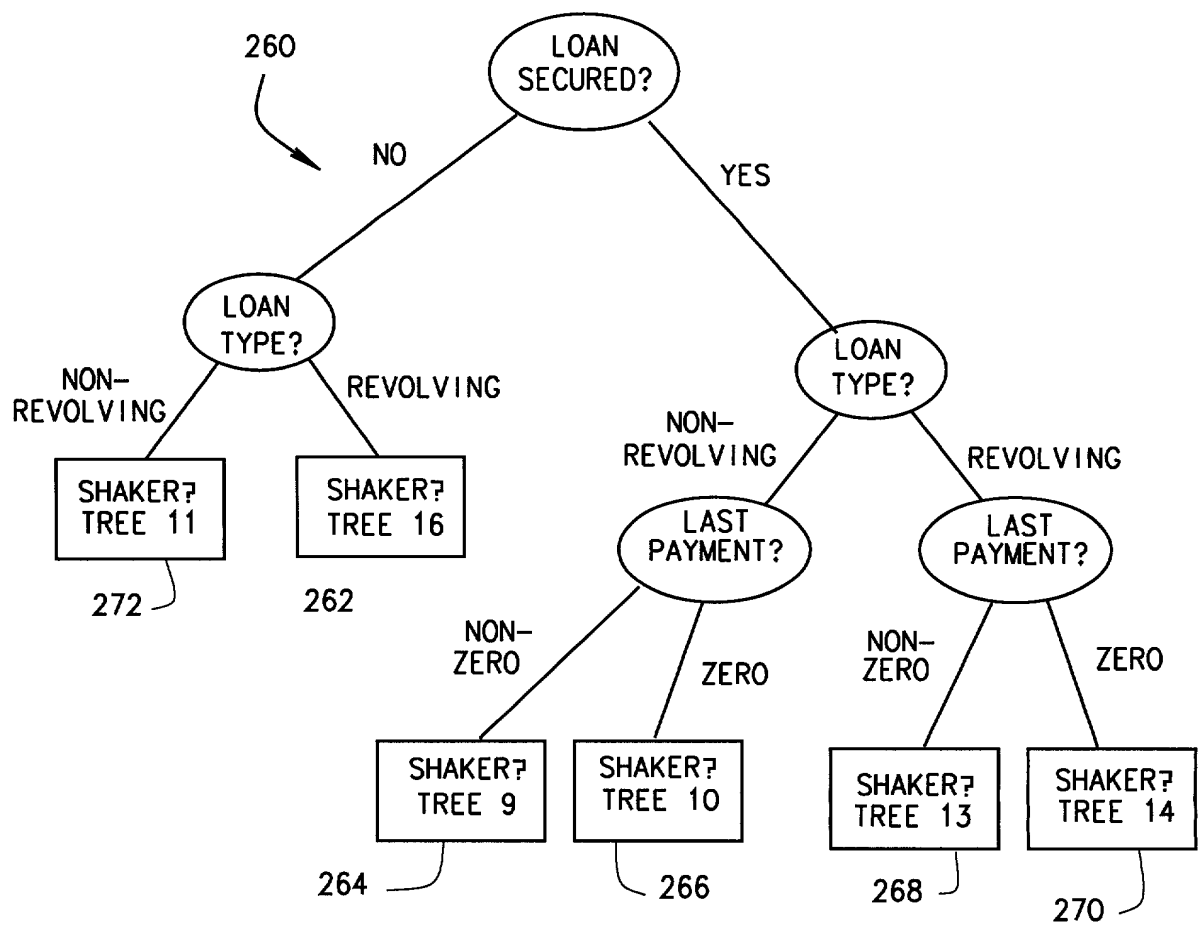 260
LOAN
SECURED?
NO
YES
LOAN
TYPE?
LOAN
TYPE?
NON-
REVOLVING
REVOLVING
NON-
REVOLVING
REVOLVING
SHAKER?
TREE 11
SHAKER?
TREE 16
LAST
PAYMENT?
LAST
PAYMENT?
272
262
NON-
ZERO
ZERO
NON-
ZERO
ZERO
SHAKER?
TREE 9
SHAKER?
TREE 10
SHAKER?
TREE 13
SHAKER?
TREE 14
264
266
268
270